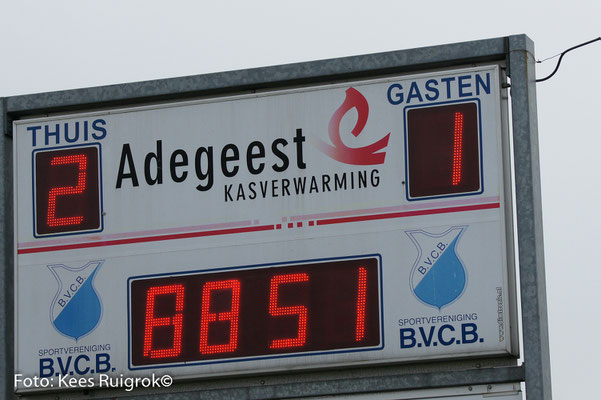 THUIS
GASTEN
2
Adegeest
KASVERWARMING
1
B.V.C.B.
B.V.C.B.
8851
SPORTVERENIGING
B.V.C.B.
SPORTVERENIGING
B.V.C.B.
Foto: Kees Ruigrok©